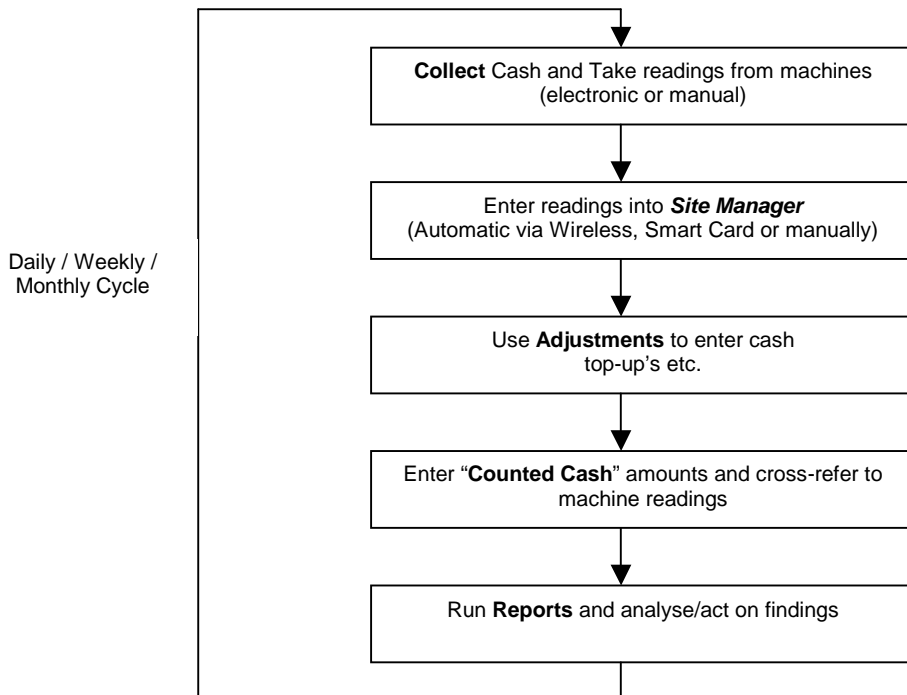 Collect Cash and Take readings from machines
(electronic or manual)
Enter readings into Site Manager
(Automatic via Wireless, Smart Card or manually)
Daily / Weekly /
Monthly Cycle
Use Adjustments to enter cash
top-up's etc.
Enter “Counted Cash” amounts and cross-refer to
machine readings
Run Reports and analyse/act on findings